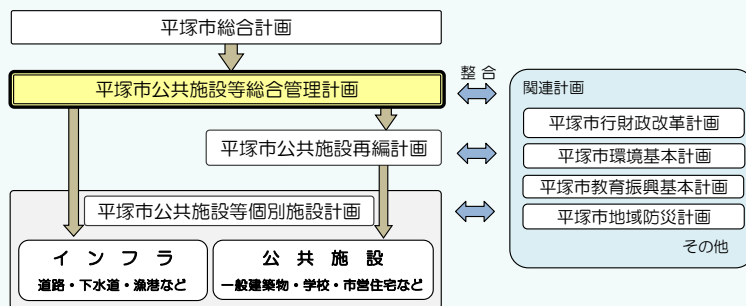 平塚市総合計画
平塚市公共施設等総合管理計画
整合
関連計画
平塚市行財政改革計画
平塚市公共施設再編計画
平塚市環境基本計画
平塚市教育振興基本計画
平塚市公共施設等個別施設計画
平塚市地域防災計画
その他
インフラ
道路・下水道・漁港など
公共施設
一般建築物・学校・市営住宅など